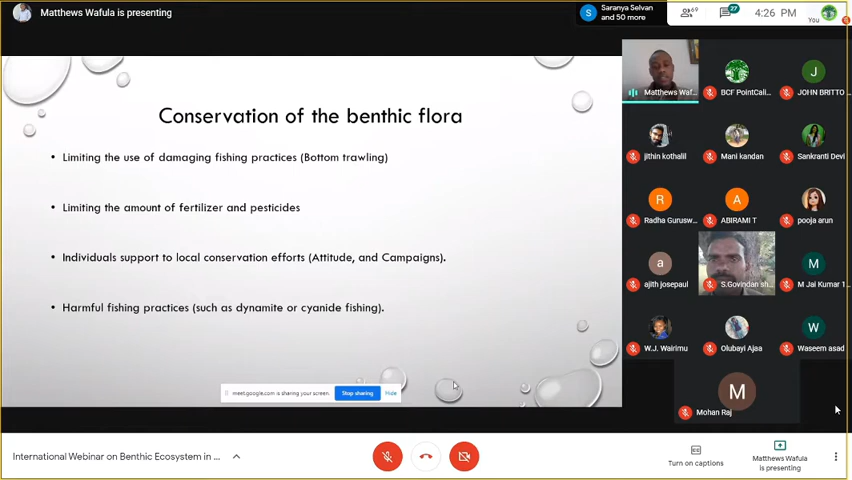 Matthews Wafula is presenting
S
Saranya Selvan
and 50 more
69
27
4:26 PM
You
Conservation of the benthic flora
• Limiting the use of damaging fishing practices (Bottom trawling)
• Limiting the amount of fertilizer and pesticides
• Individuals support to local conservation efforts (Attitude, and Campaigns).
• Harmful fishing practices (such as dynamite or cyanide fishing).
meet.google.com is sharing your screen.
Stop sharing
Hide
Matthews Waf...
BCF PointCali...
J
JOHN BRITTO
jithin kothalil
Mani kandan
Sankranti Devi
R
Radha Gurusw...
A
ABIRAMI T
pooja arun
a
ajith josepaul
S.Govindan sh...
M
M Jai Kumar 1...
W.J. Wairimu
Olubayi Ajaa
W
Waseem asad
M
Mohan Raj
International Webinar on Benthic Ecosystem in ...
Turn on captions
Matthews Wafula
is presenting